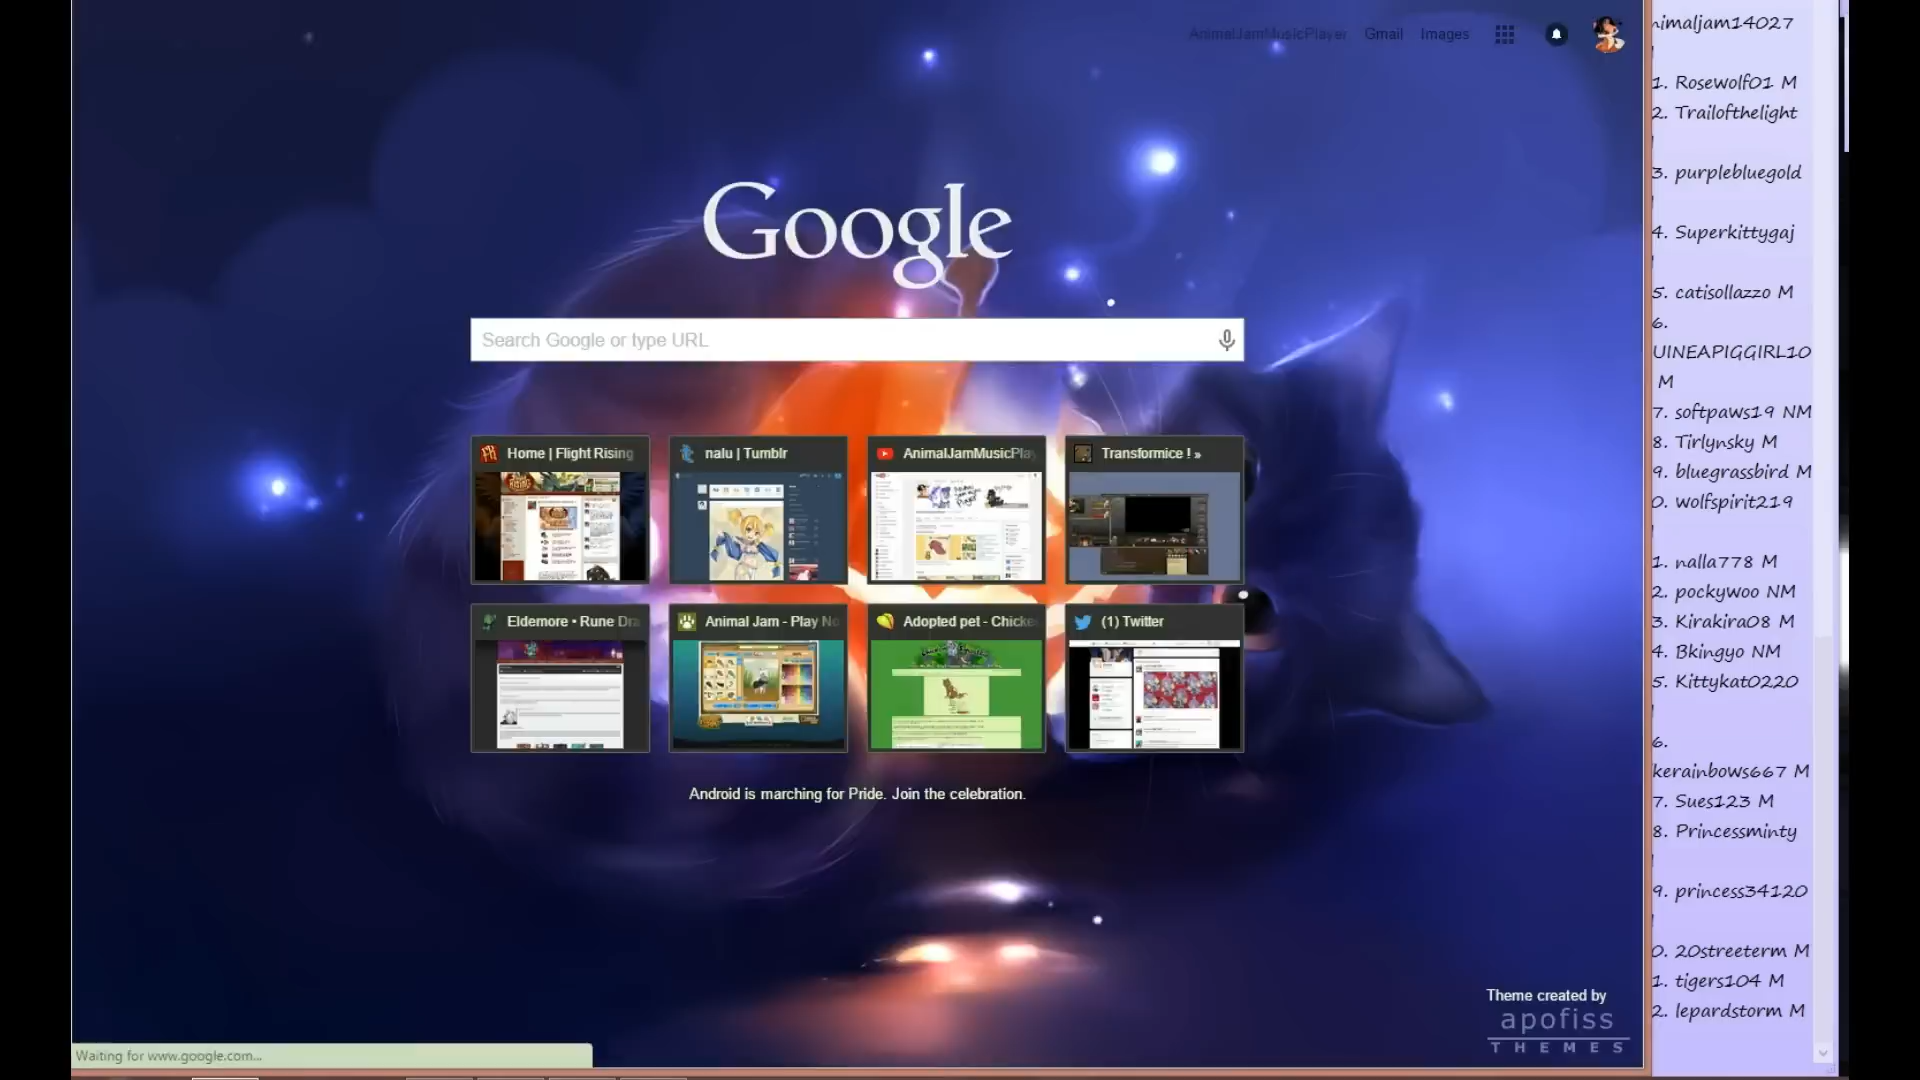 AnimalJamMusicPlayer Gmail Images
Google
Search Google or type URL
Home | Flight Rising
nalu | Tumblr
AnimalJamMusicPla
Transformice ! »
Eldemore • Rune Dra
Animal Jam - Play No
Adopted pet - Chicke
(1) Twitter
Android is marching for Pride. Join the celebration.
Theme created by
apofiss
THEMES
Waiting for www.google.com...
nimaljam14027
1. Rosewolf01 M
2. Trailofthelight
3. purplebluegold
4. Superkittygaj
5. catisollazzo M
6.
UINEAPIGGIRL10
M
7. softpaws19 NM
8. Tirlynsky M
9. bluegrassbird M
0. wolfspirit219
1. nalla778 M
2. pockywoo NM
3. Kirakira08 M
4. Bkingyo NM
5. Kittykat0220
6.
kerainbows667 M
7. Sues123 M
8. Princessminty
9. princess34120
0. 20streeterm M
1. tigers104 M
2. lepardstorm M